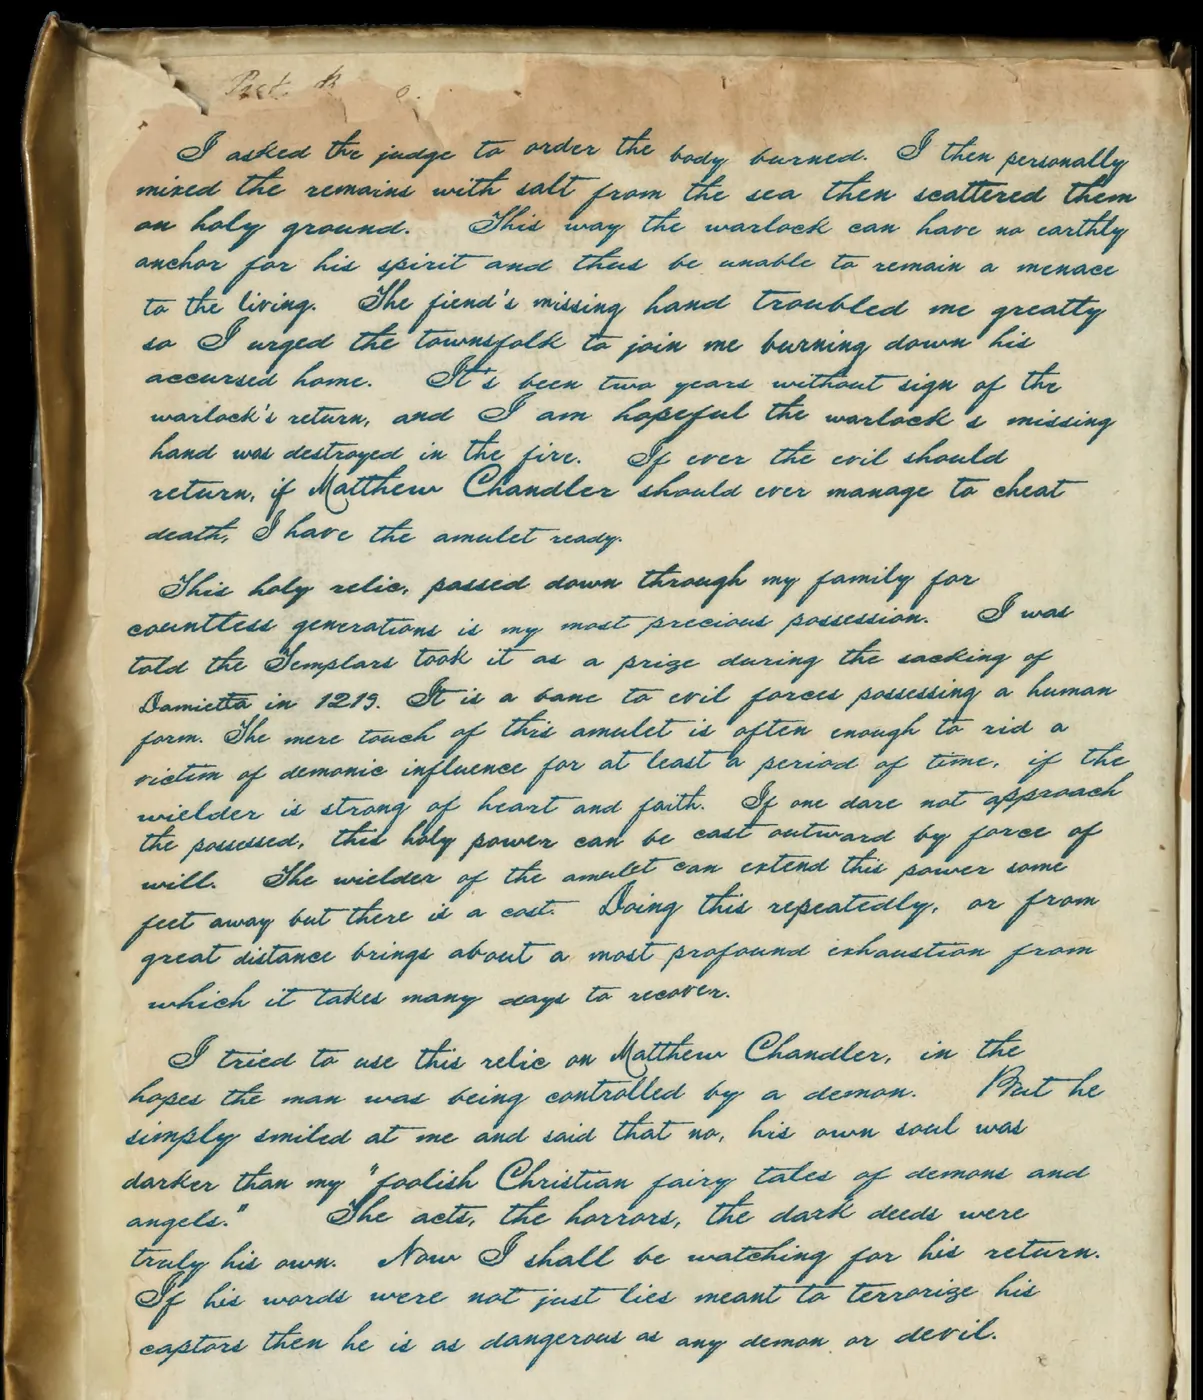 I asked the judge to order the body burned. I then personally
mixed the remains with salt from the sea then scattered them
on holy ground. This way the warlock can have no earthly
anchor for his spirit and thus be unable to remain a menace
to the living. The fiend's missing hand troubled me greatly
so I urged the townsfolk to join me burning down his
accursed home. It's been two years without sign of the
warlock's return, and I am hopeful the warlock s missing
hand was destroyed in the fire. If ever the evil should
return, if Matthew Chandler should ever manage to cheat
death, I have the amulet ready.
This holy relic, passed down through my family for
countless generations is my most precious possession. I was
told the Templars took it as a prize during the sacking of
Damietta in 1219. It is a bane to evil forces possessing a human
form. The mere touch of this amulet is often enough to rid a
victim of demonic influence for at least a period of time, if the
wielder is strong of heart and faith. If one dare not approach
the possessed, this holy power can be cast outward by force of
will. The wielder of the amulet can extend this power some
feet away but there is a cost. Doing this repeatedly, or from
great distance brings about a most profound exhaustion from
which it takes many days to recover.
I tried to use this relic on Matthew Chandler, in the
hopes the man was being controlled by a demon. But he
simply smiled at me and said that no, his own soul was
darker than my "foolish Christian fairy tales of demons and
angels." The acts, the horrors, the dark deeds were
truly his own. Now I shall be watching for his return.
If his words were not just lies meant to terrorize his
captors then he is as dangerous as any demon or devil.